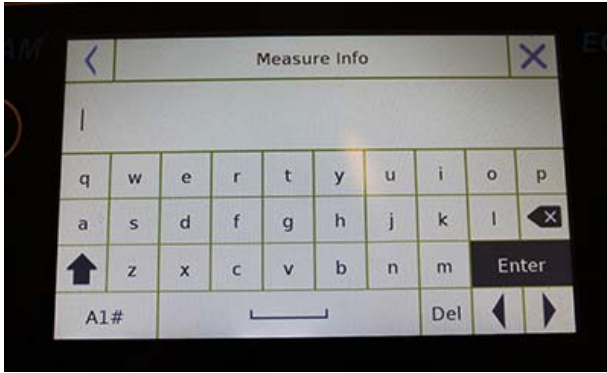 Measure Info
q w e r t y u i o p
a s d f g h j k l
z x c v b n m Enter
A1# Del